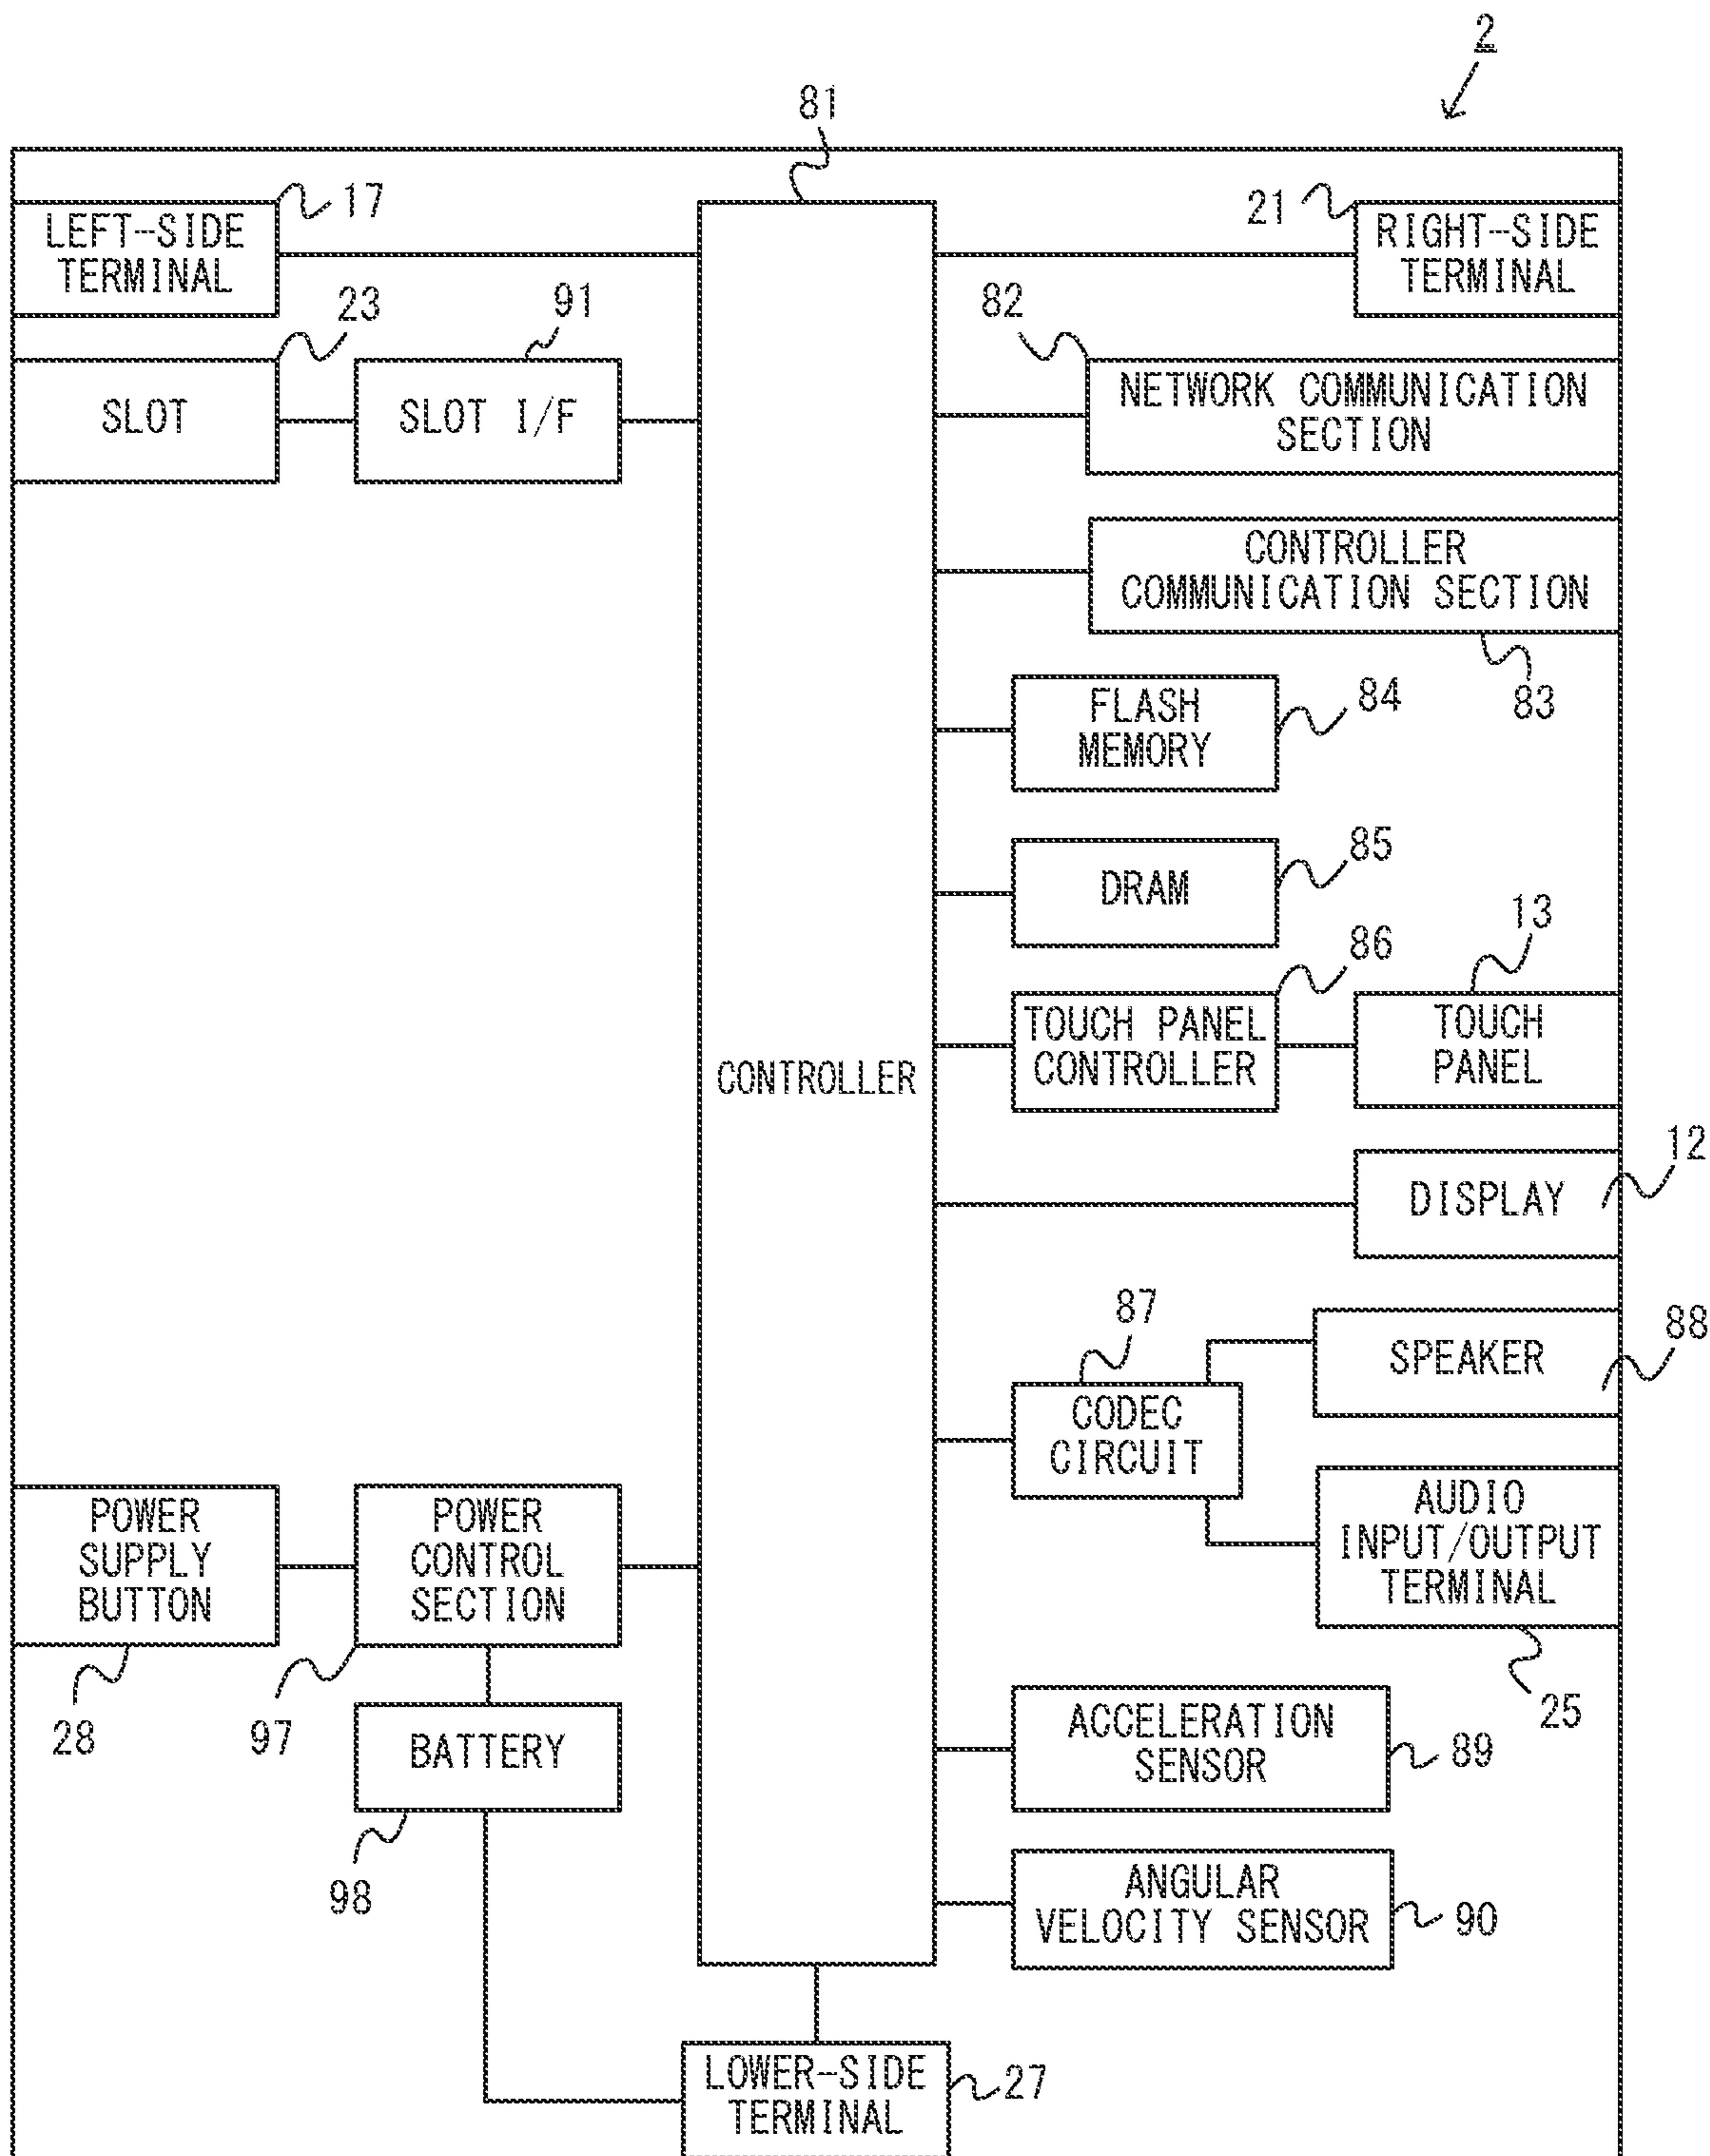 2
81
17
LEFT-SIDE
TERMINAL
21
RIGHT-SIDE
TERMINAL
23
SLOT
91
SLOT I/F
82
NETWORK COMMUNICATION
SECTION
CONTROLLER
COMMUNICATION SECTION
83
FLASH
MEMORY
84
DRAM
85
86
TOUCH PANEL
CONTROLLER
13
TOUCH
PANEL
CONTROLLER
DISPLAY
12
87
CODEC
CIRCUIT
SPEAKER
88
AUDIO
INPUT/OUTPUT
TERMINAL
25
POWER
SUPPLY
BUTTON
28
POWER
CONTROL
SECTION
97
BATTERY
98
ACCELERATION
SENSOR
89
ANGULAR
VELOCITY SENSOR
90
LOWER-SIDE
TERMINAL
27